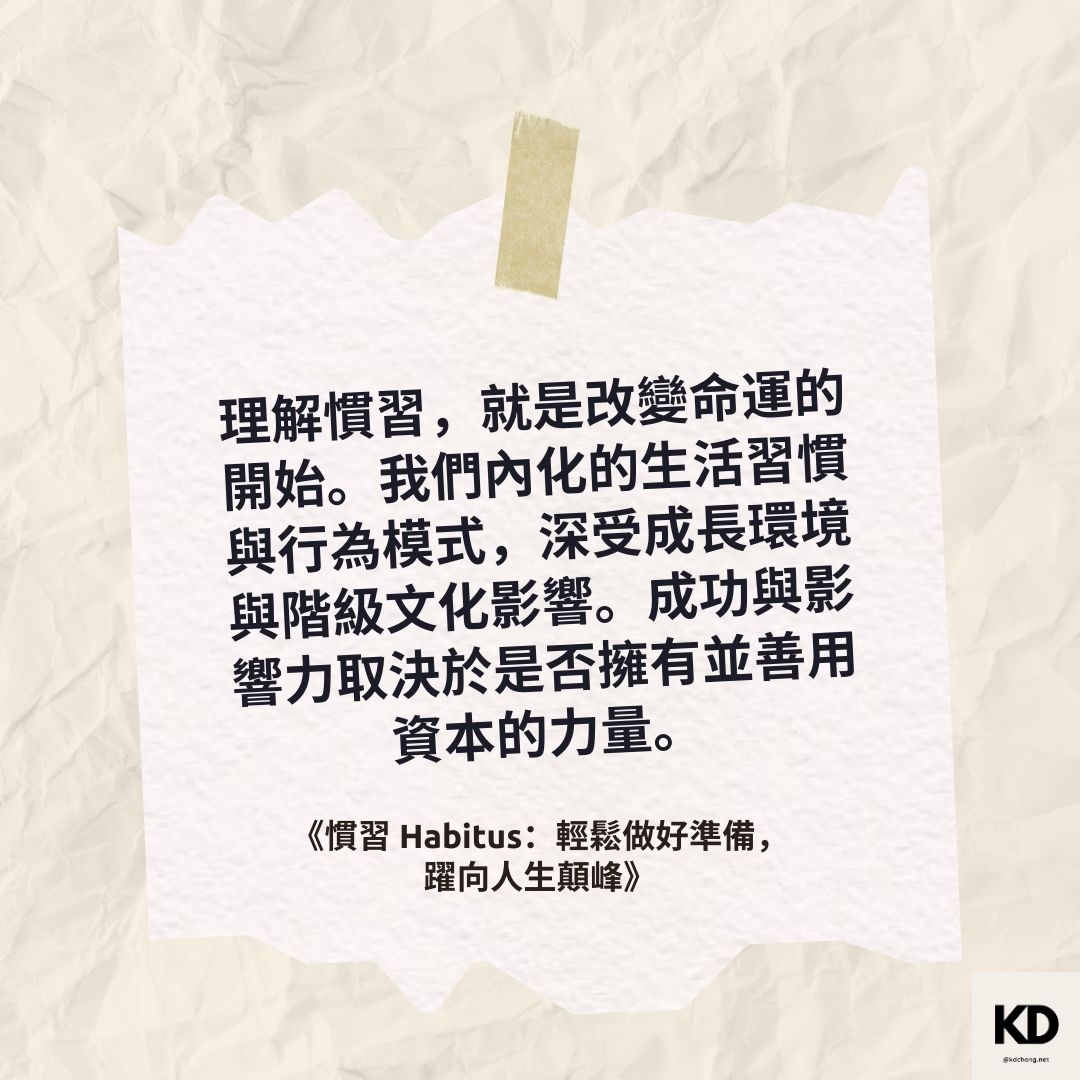 理解慣習，就是改變命運的
開始。我們內化的生活習慣
與行為模式，深受成長環境
與階級文化影響。成功與影
響力取決於是否擁有並善用
資本的力量。
《慣習 Habitus：輕鬆做好準備，
躍向人生顛峰》
KD
@kdchong.net